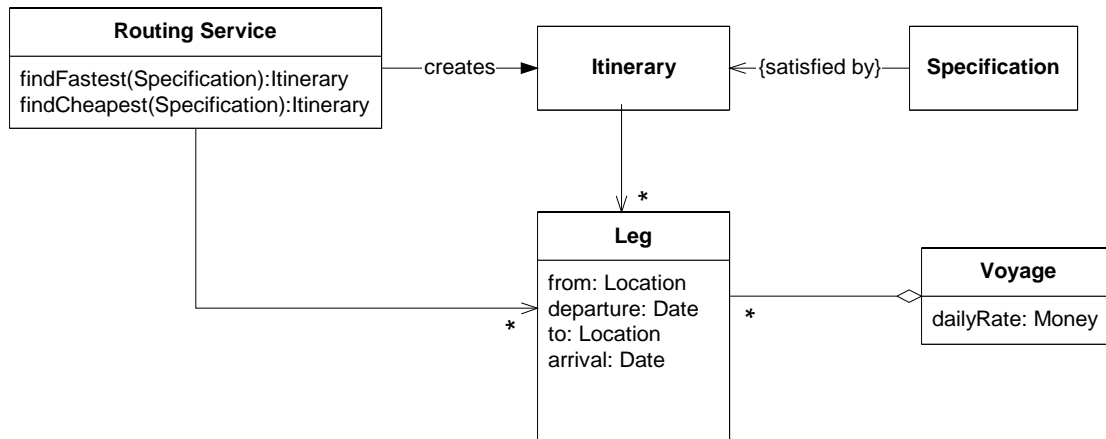 Routing Service
findFastest(Specification):Itinerary
findCheapest(Specification):Itinerary
creates
Itinerary
{satisfied by}
Specification
*
Leg
from: Location
departure: Date
to: Location
arrival: Date
*
*
Voyage
dailyRate: Money